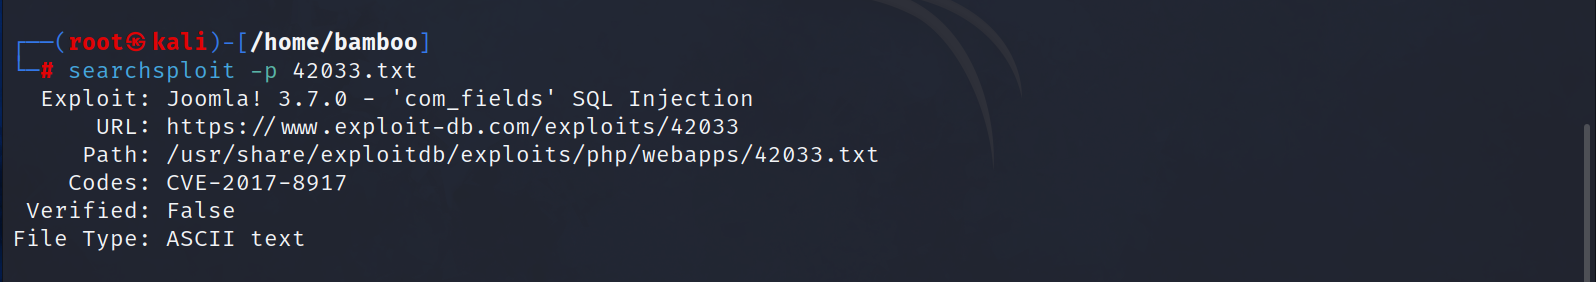 ┌──(root㉿kali)-[/home/bamboo]
└─# searchsploit -p 42033.txt
Exploit: Joomla! 3.7.0 - 'com_fields' SQL Injection
URL: https://www.exploit-db.com/exploits/42033
Path: /usr/share/exploitdb/exploits/php/webapps/42033.txt
Codes: CVE-2017-8917
Verified: False
File Type: ASCII text